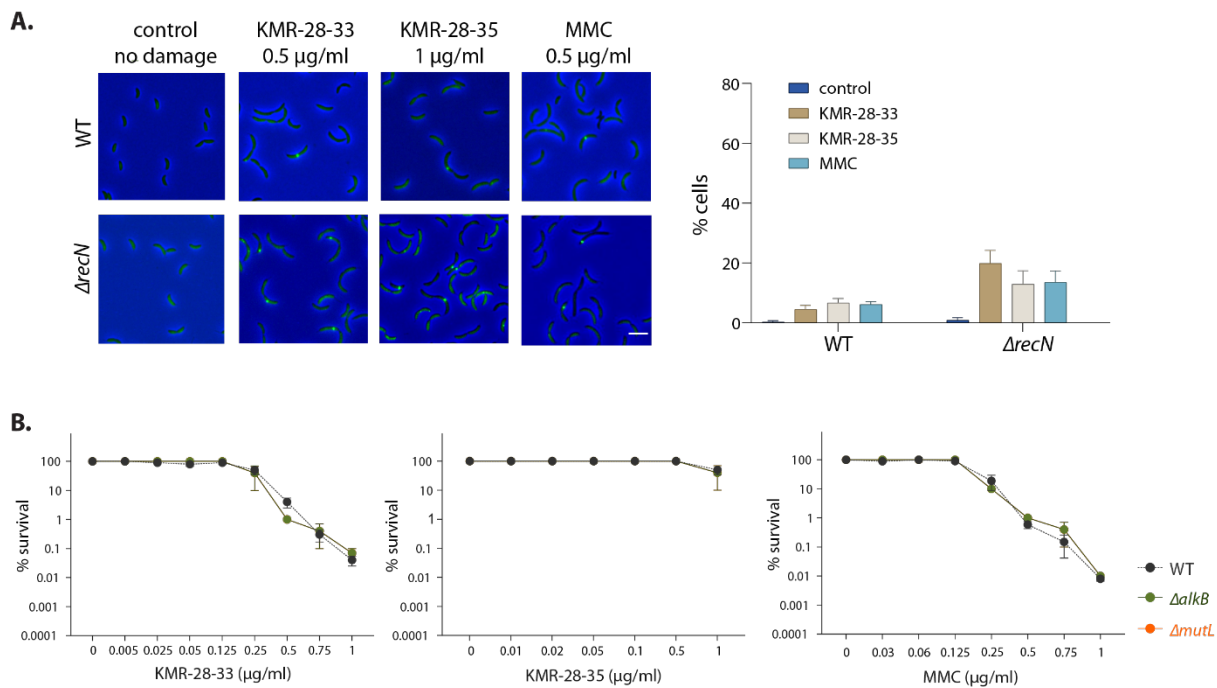 A.
control
no damage
KMR-28-33
0.5 µg/ml
KMR-28-35
1 µg/ml
MMC
0.5 µg/ml
WT
ΔrecN
% cells
80
60
40
20
0
control
KMR-28-33
KMR-28-35
MMC
WT
ΔrecN
B.
% survival
100
10
1
0.1
0.01
0.001
0.0001
0 0.005 0.025 0.05 0.125 0.25 0.5 0.75 1
KMR-28-33 (µg/ml)
% survival
100
10
1
0.1
0.01
0.001
0.0001
0 0.01 0.02 0.05 0.1 0.5 1
KMR-28-35 (µg/ml)
% survival
100
10
1
0.1
0.01
0.001
0.0001
0 0.03 0.06 0.125 0.25 0.5 0.75 1
MMC (µg/ml)
WT
ΔalkB
ΔmutL